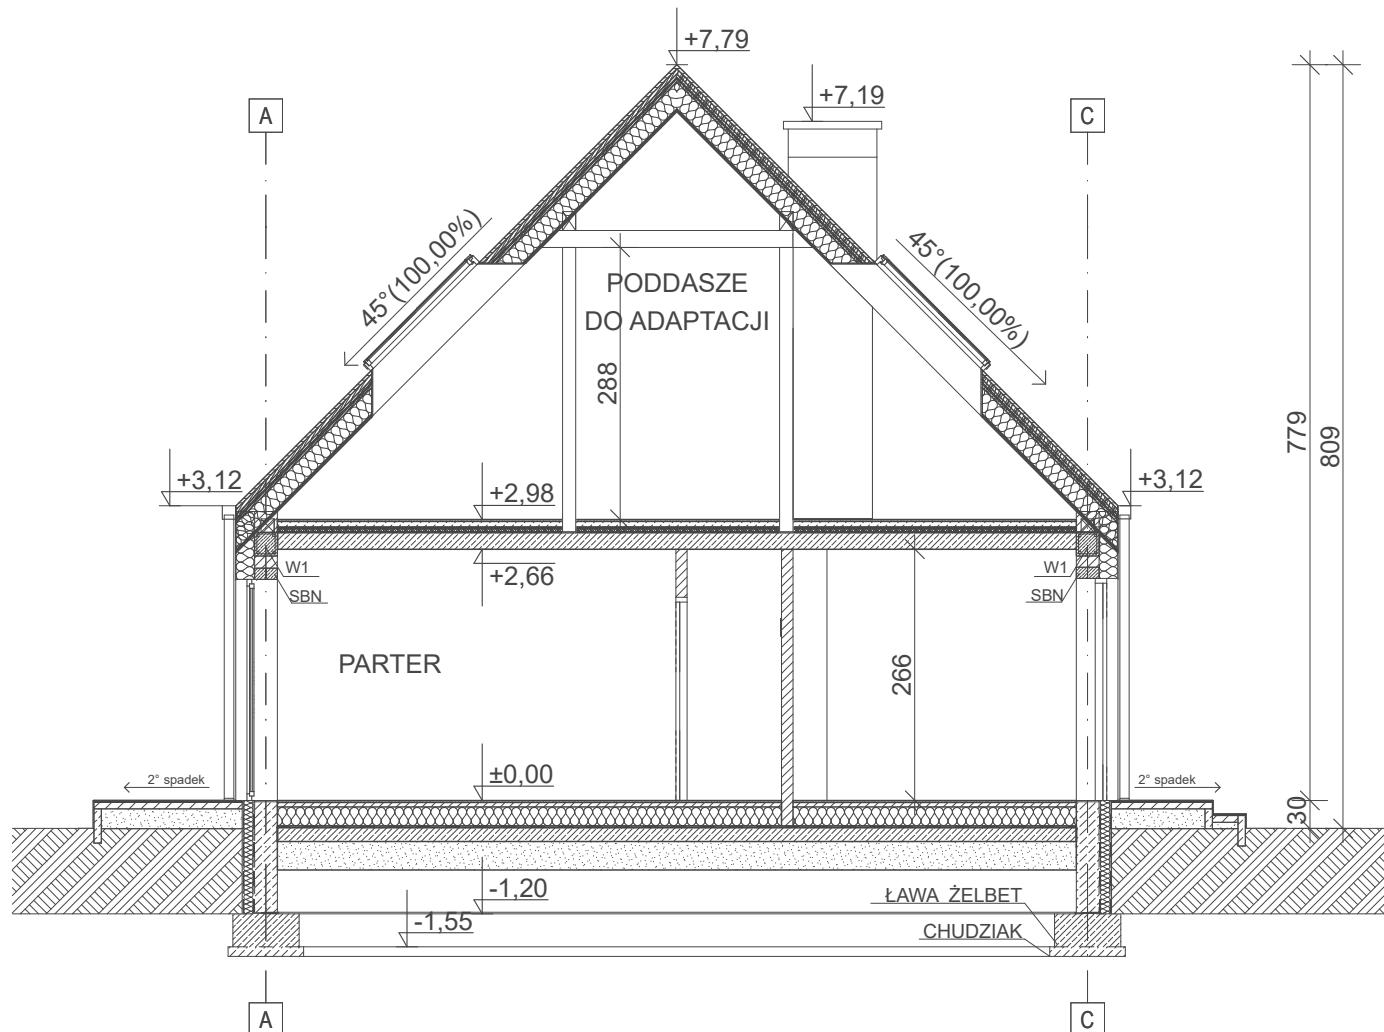 +7,79
+7,19
A
C
45°(100,00%)
45°(100,00%)
PODDASZE
DO ADAPTACJI
288
779
809
+3,12
+2,98
+3,12
W1
+2,66
SBN
W1
SBN
PARTER
266
2° spadek
±0,00
2° spadek
30
-1,20
ŁAWA ŻELBET
-1,55
CHUDZIAK
A
C